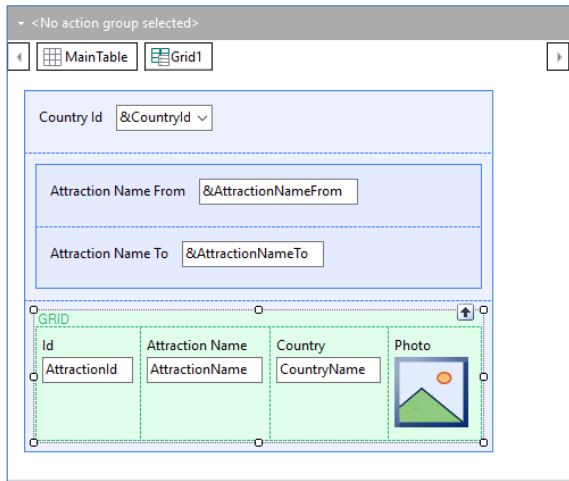 <No action group selected>
MainTable Grid1
Country Id &CountryId
Attraction Name From &AttractionNameFrom
Attraction Name To &AttractionNameTo
GRID
Id Attraction Name Country Photo
AttractionId AttractionName CountryName